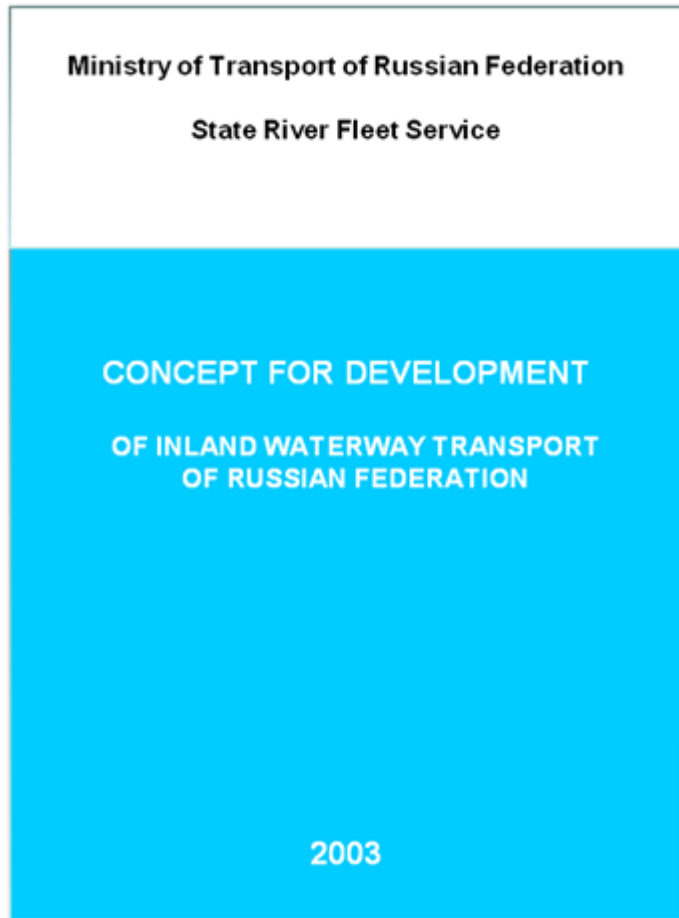 Ministry of Transport of Russian Federation
State River Fleet Service
CONCEPT FOR DEVELOPMENT
OF INLAND WATERWAY TRANSPORT
OF RUSSIAN FEDERATION
2003